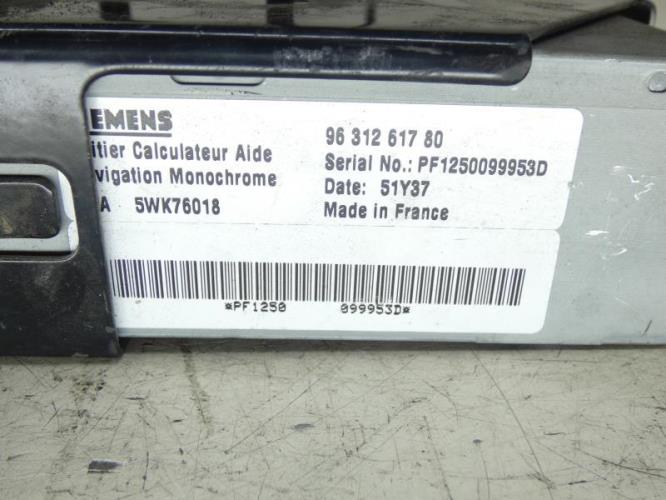 EMENS
itier Calculateur Aide
vigation Monochrome
A 5WK76018
96 312 617 80
Serial No.: PF1250099953D
Date: 51Y37
Made in France
*PF1250 099953D*